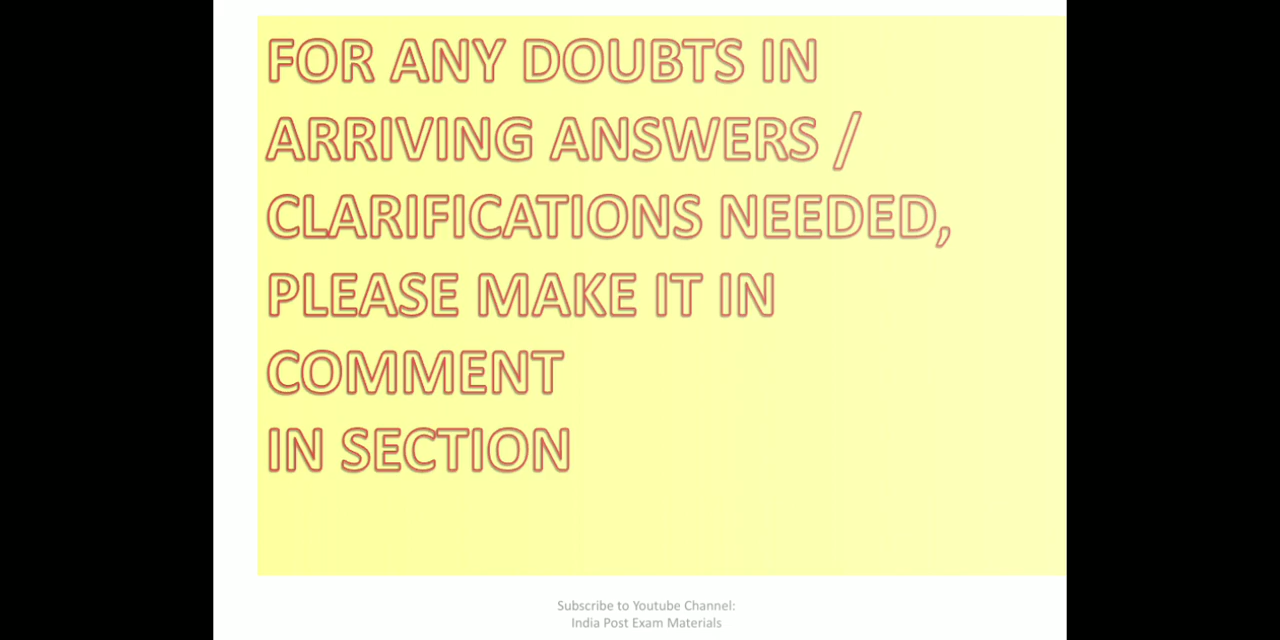 FOR ANY DOUBTS IN
ARRIVING ANSWERS /
CLARIFICATIONS NEEDED,
PLEASE MAKE IT IN
COMMENT
IN SECTION
Subscribe to Youtube Channel:
India Post Exam Materials